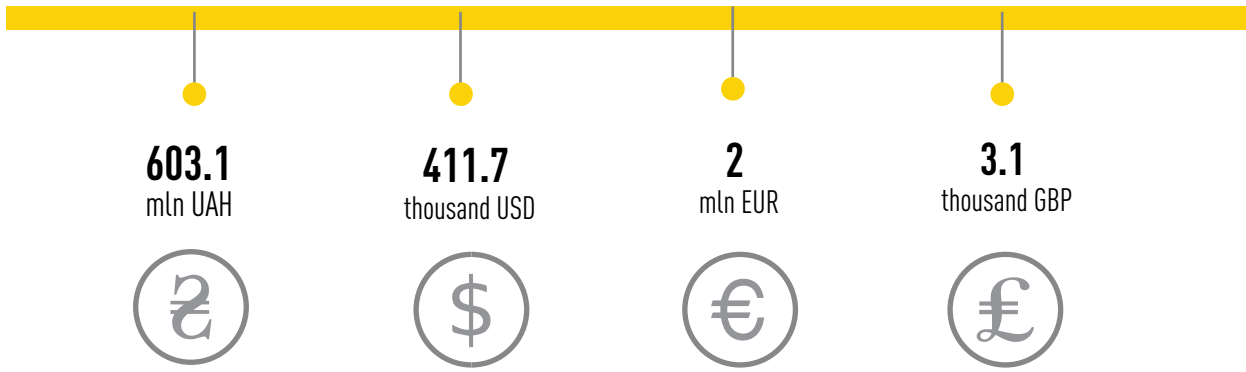 603.1
mln UAH
₴
411.7
thousand USD
$
2
mln EUR
€
3.1
thousand GBP
£